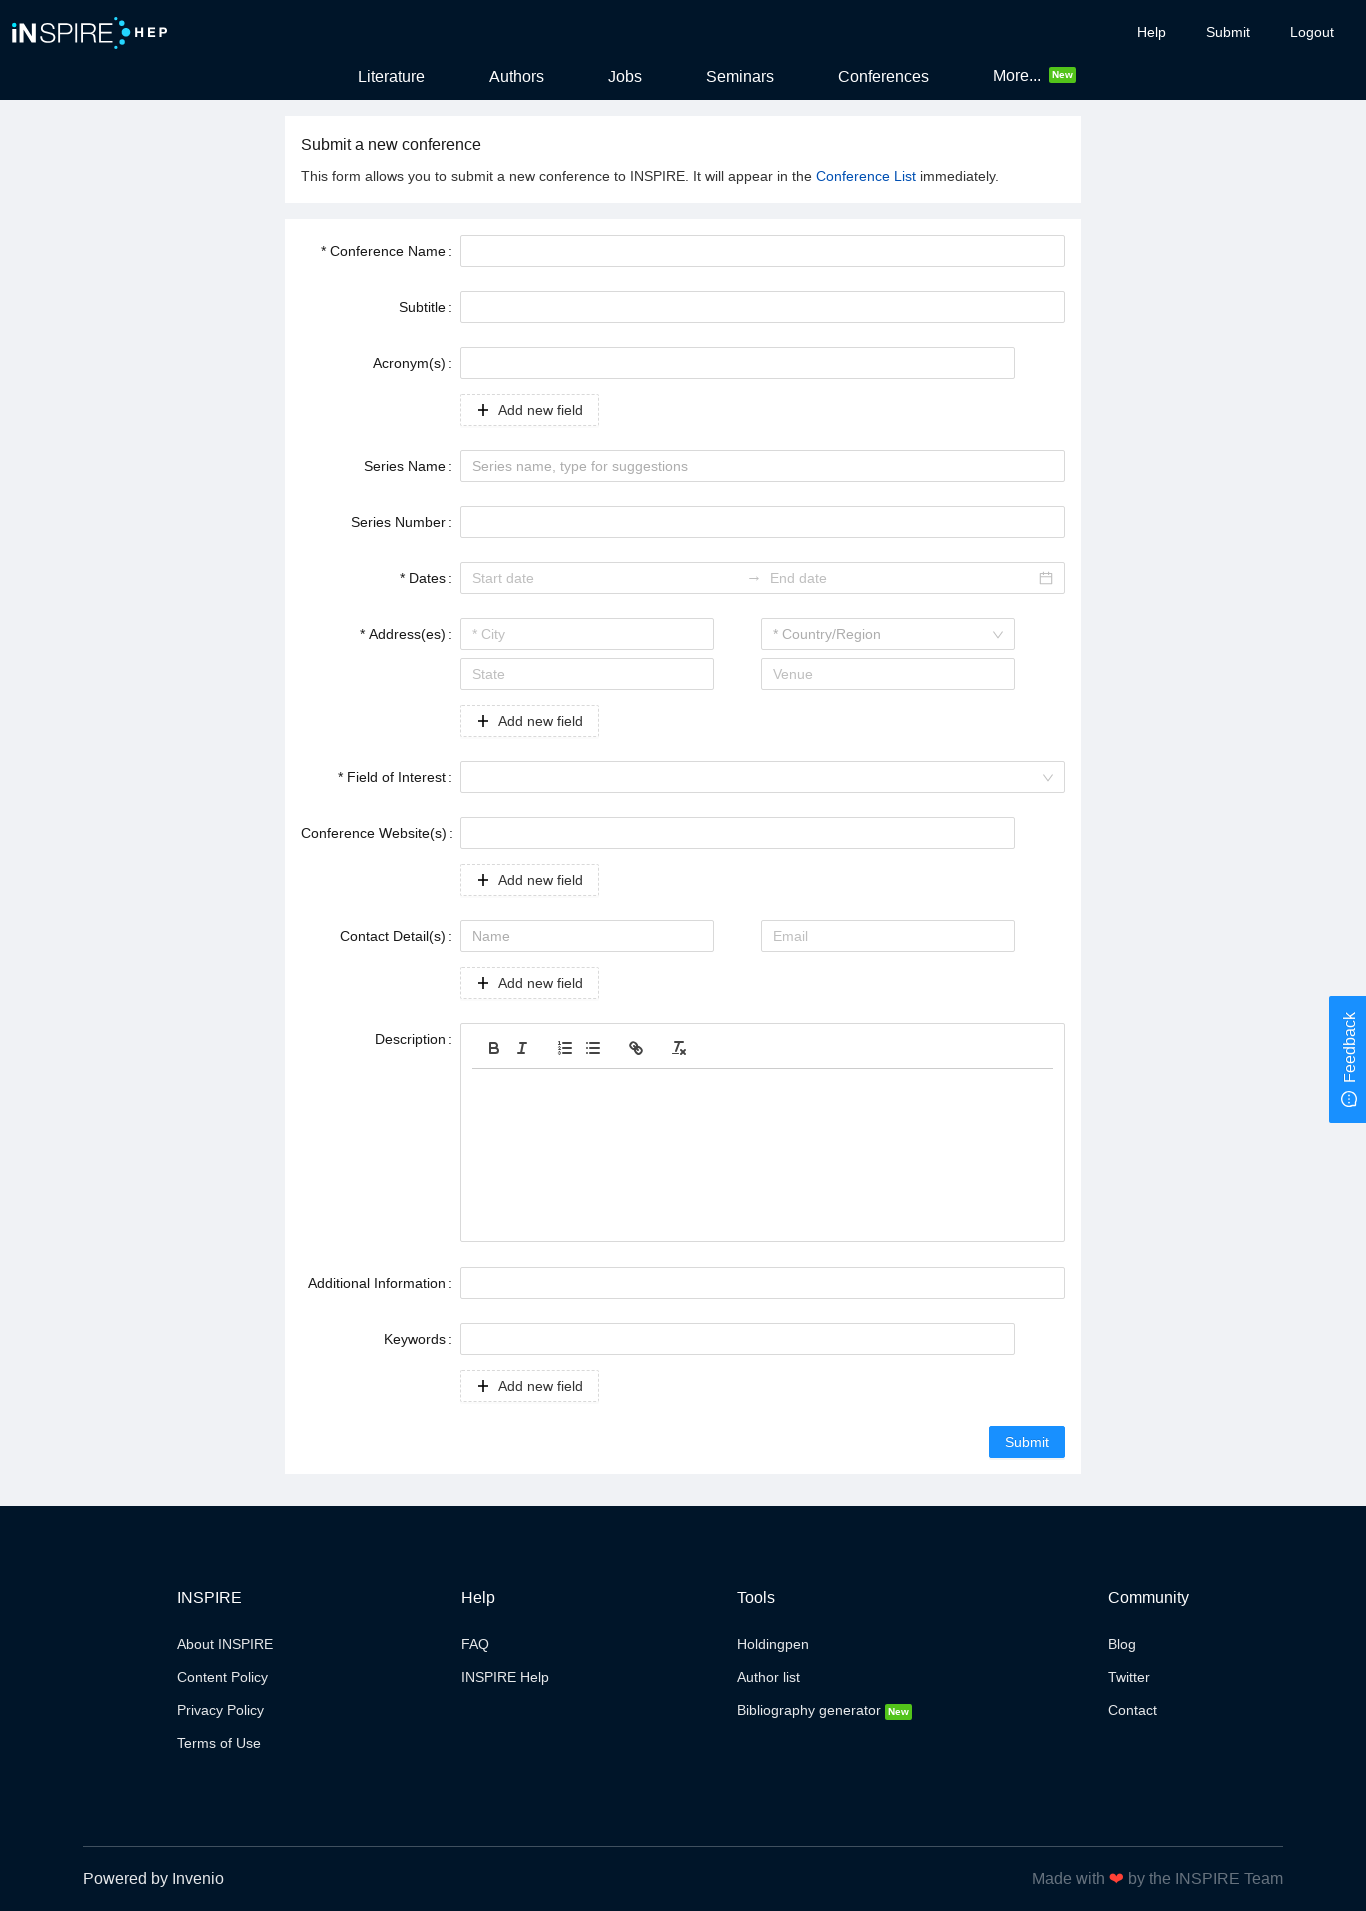 iNSPIRE HEP
Help Submit Logout
Literature Authors Jobs Seminars Conferences More... New
Submit a new conference
This form allows you to submit a new conference to INSPIRE. It will appear in the Conference List immediately.
* Conference Name :
Subtitle :
Acronym(s) :
Add new field
Series Name : Series name, type for suggestions
Series Number :
* Dates : Start date → End date
* Address(es) : * City * Country/Region
State Venue
Add new field
* Field of Interest :
Conference Website(s) :
Add new field
Contact Detail(s) : Name Email
Add new field
Feedback
Description :
Additional Information :
Keywords :
Add new field
Submit
INSPIRE Help Tools Community
About INSPIRE FAQ Holdingpen Blog
Content Policy INSPIRE Help Author list Twitter
Privacy Policy Bibliography generator New Contact
Terms of Use
Powered by Invenio Made with ❤ by the INSPIRE Team